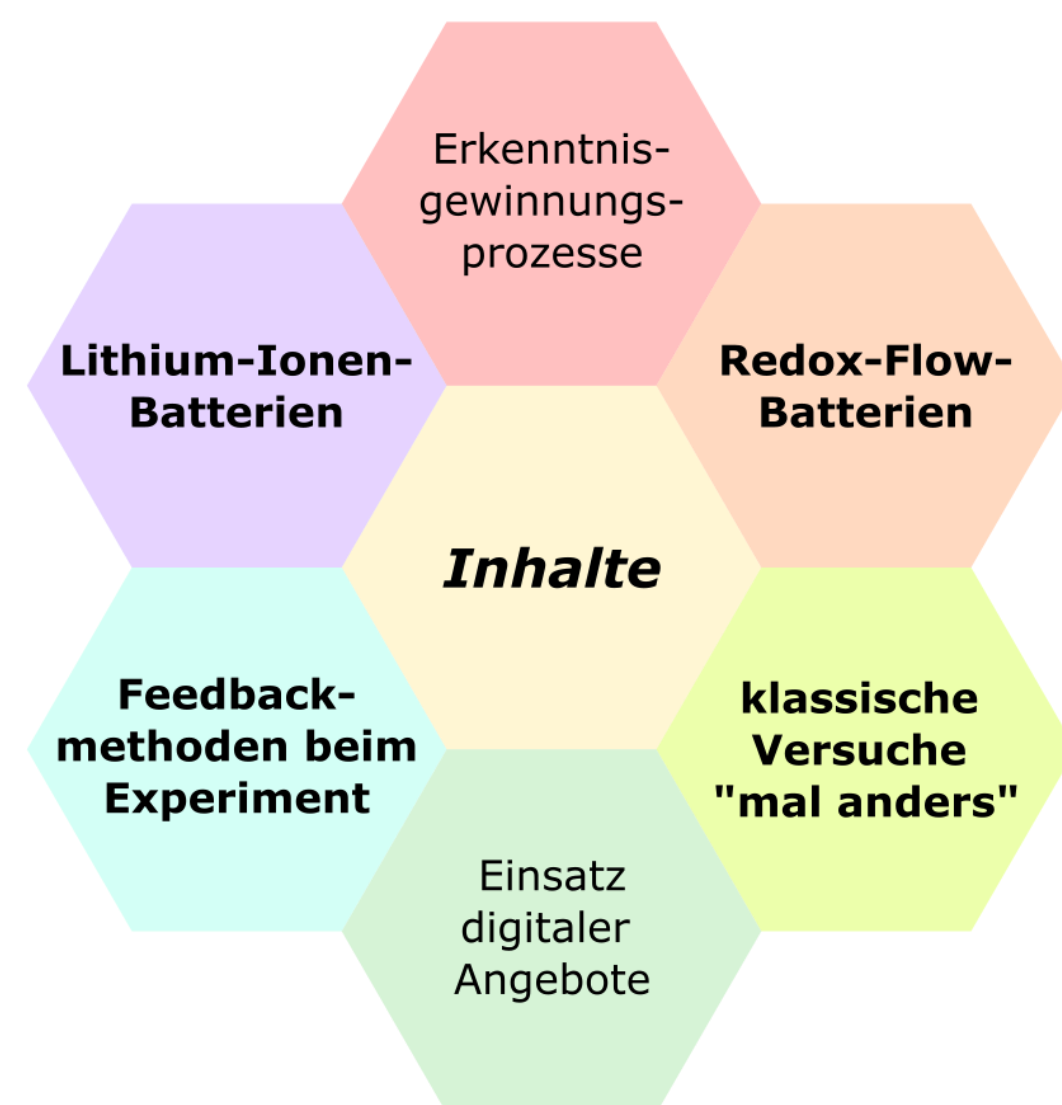 Erkenntnis-
gewinnungs-
prozesse
Lithium-Ionen-
Batterien
Redox-Flow-
Batterien
Inhalte
Feedback-
methoden beim
Experiment
klassische
Versuche
"mal anders"
Einsatz
digitaler
Angebote